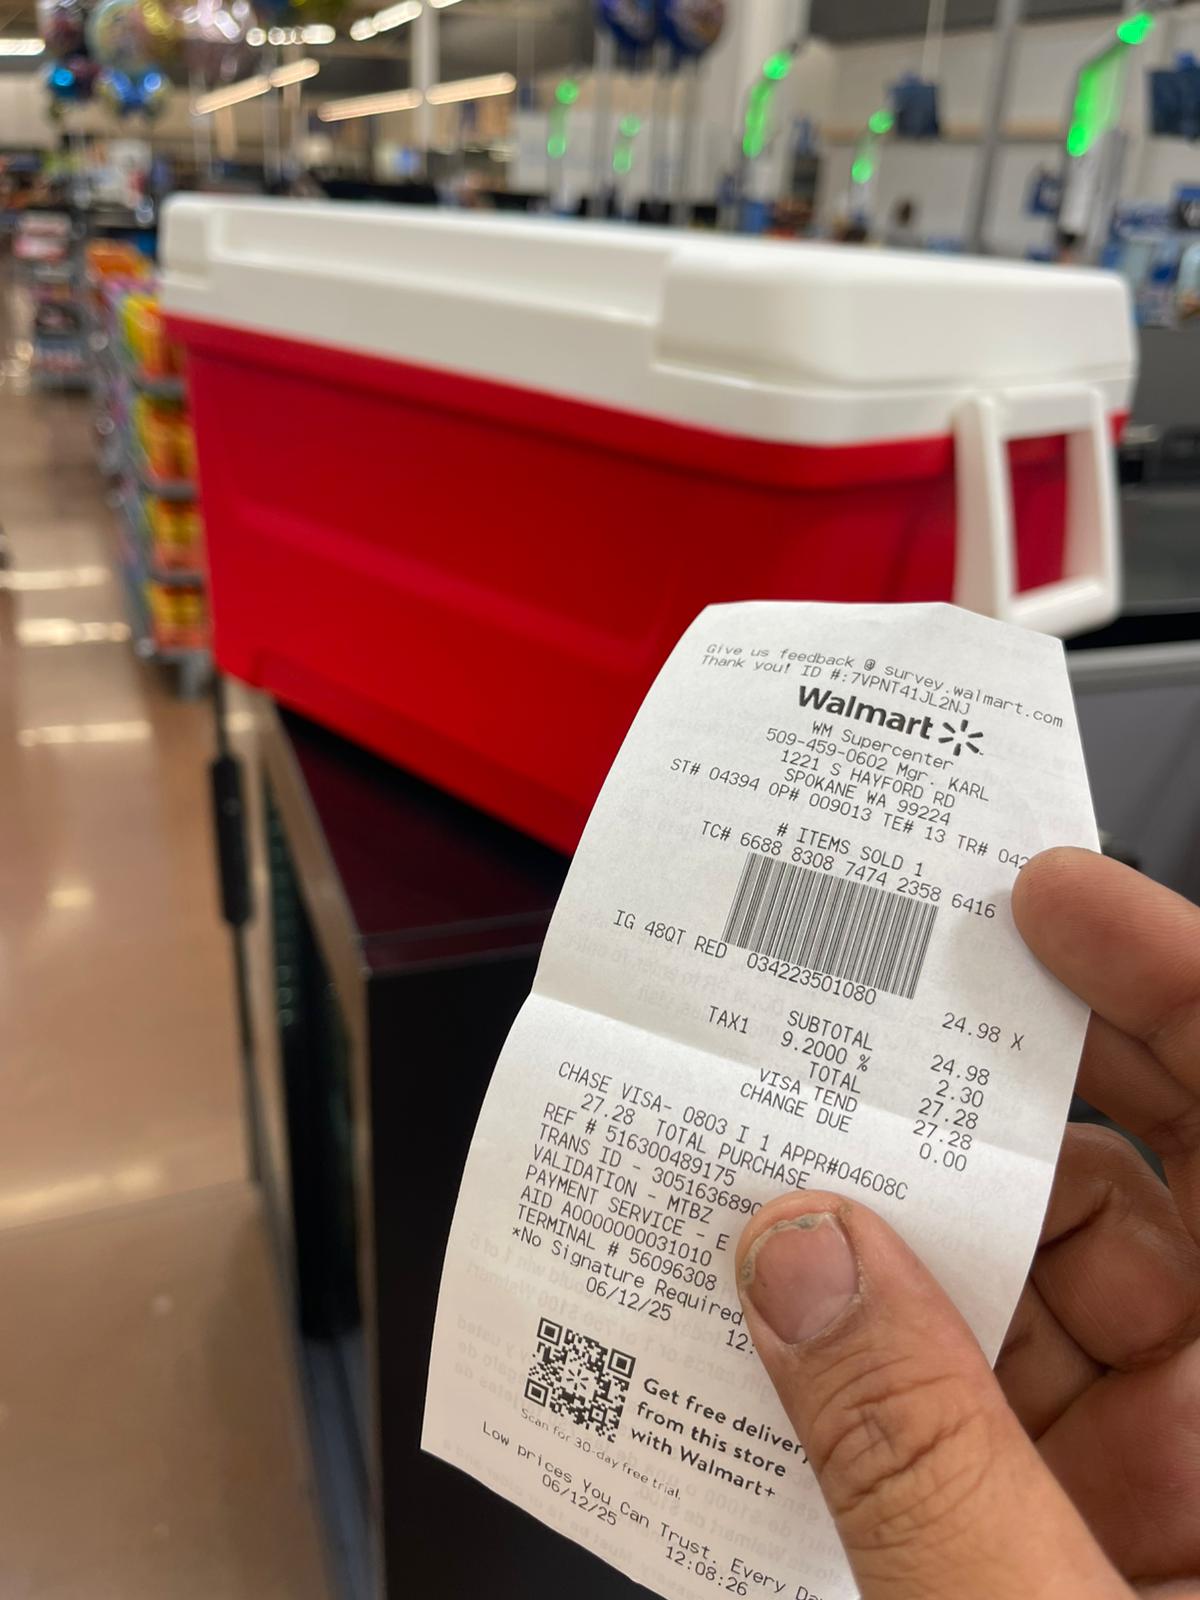 Give us feedback @ survey.walmart.com
Thank you! ID #:7VPNT41JL2NJ
Walmart
WM Supercenter
509-459-0602 Mgr. KARL
1221 S HAYFORD RD
SPOKANE WA 99224
ST# 04394 OP# 009013 TE# 13 TR#
# ITEMS SOLD 1
TC# 6688 8308 7474 2358 6416
IG 48QT RED 034223501080 24.98 X
SUBTOTAL 24.98
TAX1 9.2000 % 2.30
TOTAL 27.28
VISA TEND 27.28
CHANGE DUE 0.00
CHASE VISA- 0803 I 1 APPR#04608C
27.28 TOTAL PURCHASE
REF # 516300489175
TRANS ID -
VALIDATION - MTBZ
PAYMENT SERVICE - E
AID A0000000031010
TERMINAL # 56096308
*No Signature Required
06/12/25 12:
Get free delivery
from this store
with Walmart+
Scan for 30-day free trial.
Low prices You Can Trust. Every
06/12/25 12:08:26